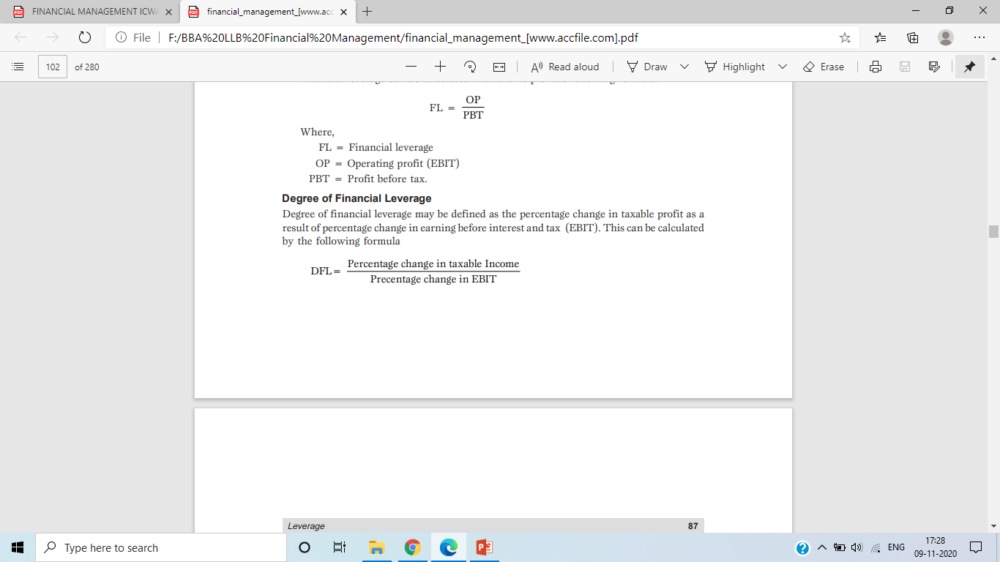 FINANCIAL MANAGEMENT ICWA
financial_management_[www.acc
File
F:/BBA%20LLB%20Financial%20Management/financial_management_[www.accfile.com].pdf
102 of 280
Read aloud
Draw
Highlight
Erase
FL = OP
PBT
Where,
FL = Financial leverage
OP = Operating profit (EBIT)
PBT = Profit before tax.
Degree of Financial Leverage
Degree of financial leverage may be defined as the percentage change in taxable profit as a
result of percentage change in earning before interest and tax (EBIT). This can be calculated
by the following formula
DFL = Percentage change in taxable Income
Precentage change in EBIT
Leverage 87
Type here to search
ENG
17:28
09-11-2020